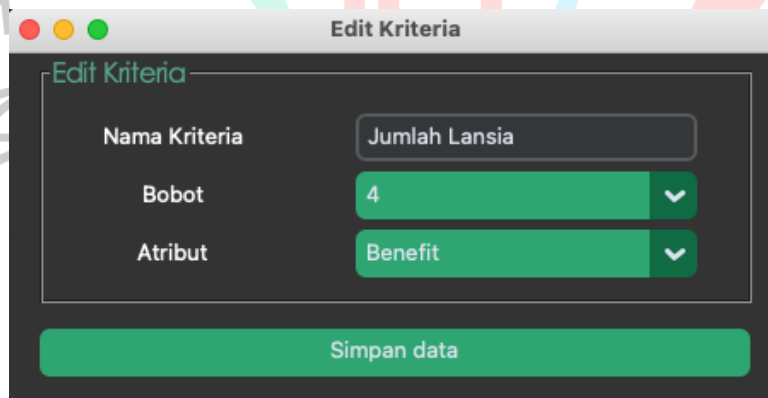 Edit Kriteria
Edit Kriteria
Nama Kriteria Jumlah Lansia
Bobot 4
Atribut Benefit
Simpan data